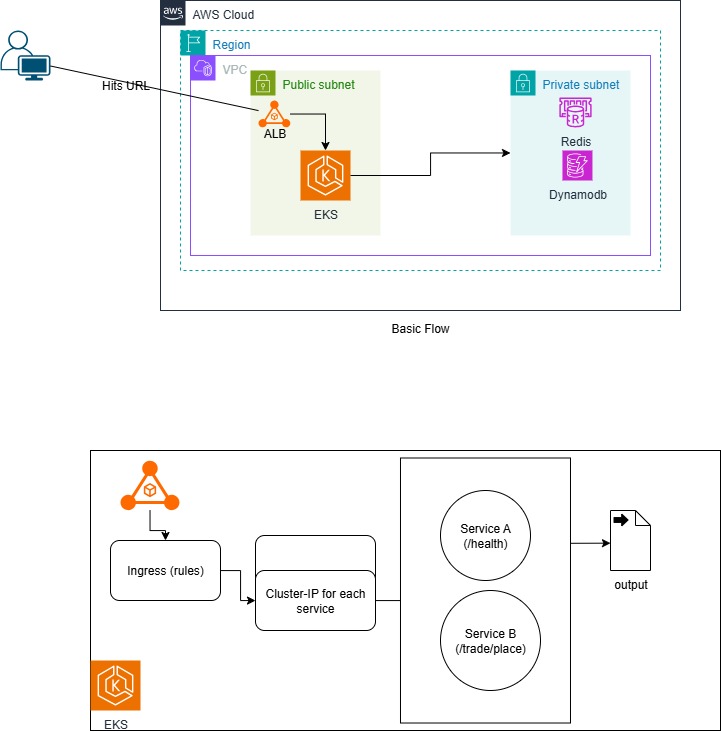 aws
AWS Cloud
Region
VPC
Hits URL
Public subnet
Private subnet
ALB
R
Redis
K
EKS
Dynamodb
Basic Flow
Ingress (rules)
Cluster-IP for each
service
Service A
(/health)
Service B
(/trade/place)
output
K
EKS